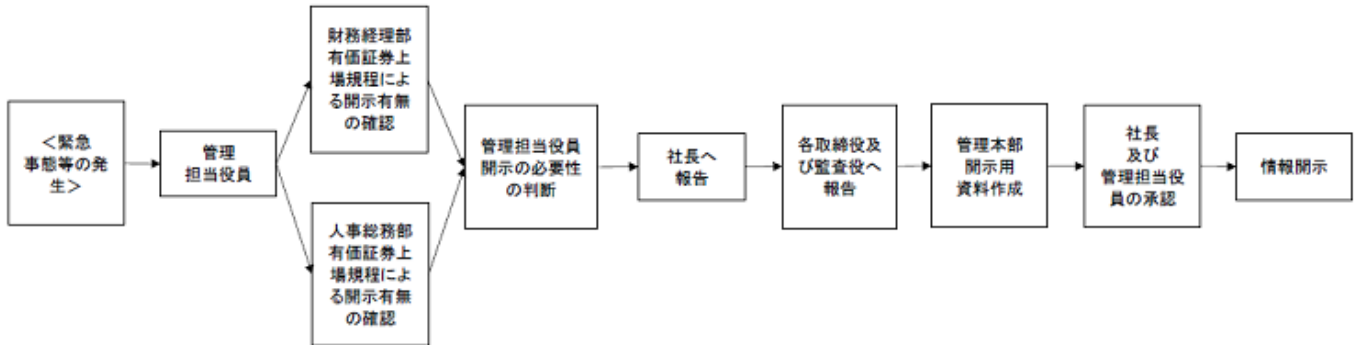 ＜緊急
事態等の発
生＞
管理
担当役員
財務経理部
有価証券上
場規程によ
る開示有無
の確認
人事総務部
有価証券上
場規程によ
る開示有無
の確認
管理担当役員
開示の必要性
の判断
社長へ
報告
各取締役及
び監査役へ
報告
管理本部
開示用
資料作成
社長
及び
管理担当役
員の承認
情報開示